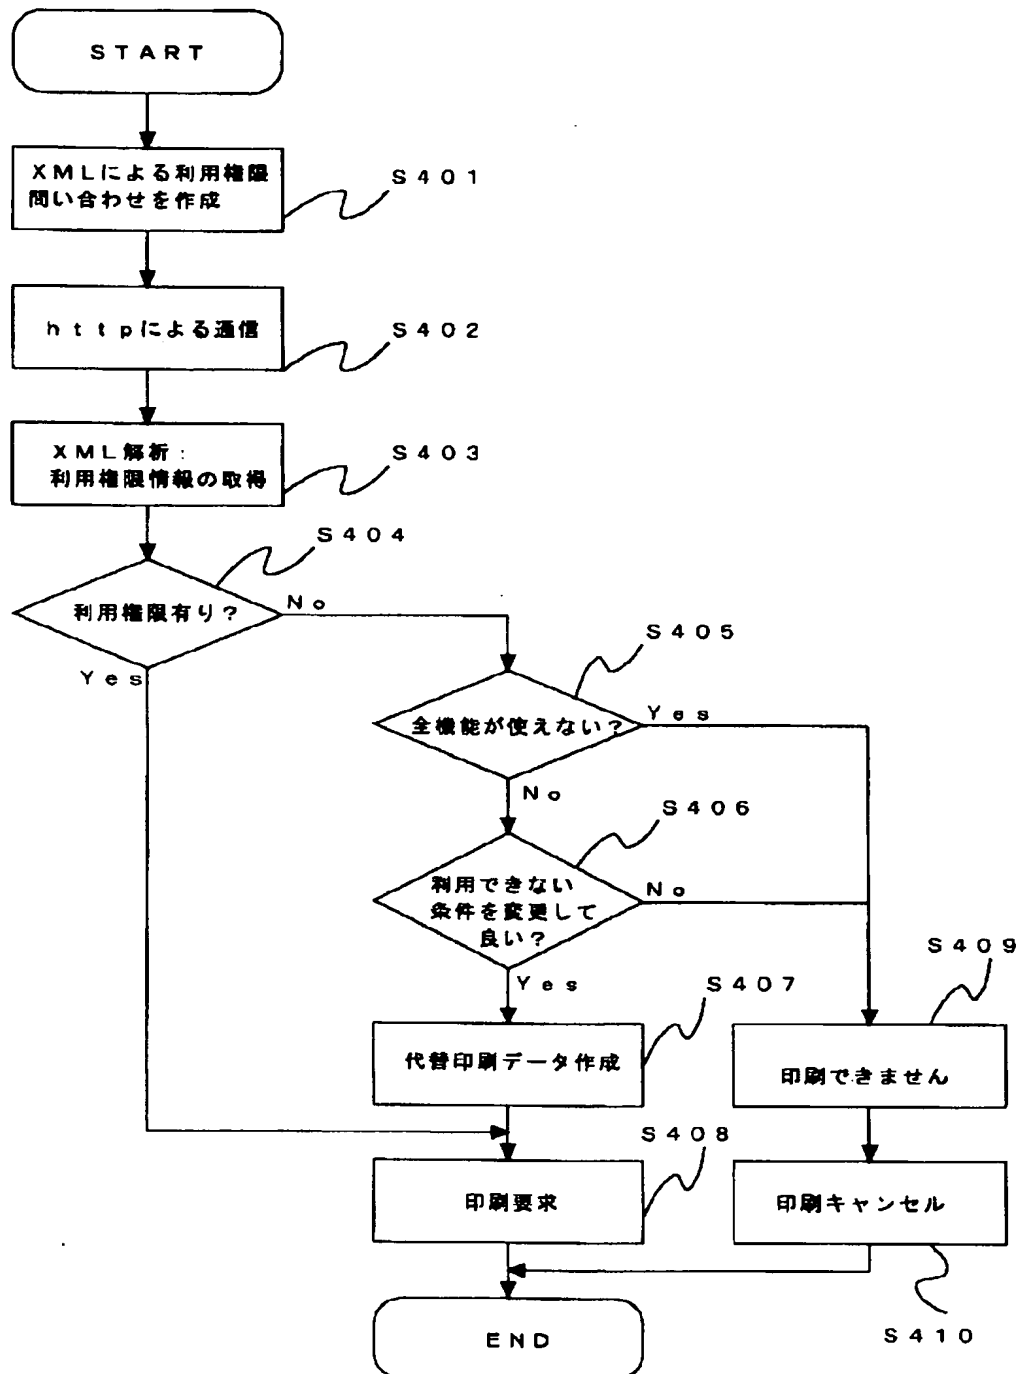 START
XMLによる利用権限
問い合わせを作成
S401
httpによる通信
S402
XML解析：
利用権限情報の取得
S403
S404
利用権限有り？
No
Yes
S405
全機能が使えない？
Yes
No
S406
利用できない
条件を変更して
良い？
No
Yes
S407
代替印刷データ作成
S409
印刷できません
S408
印刷要求
印刷キャンセル
S410
END